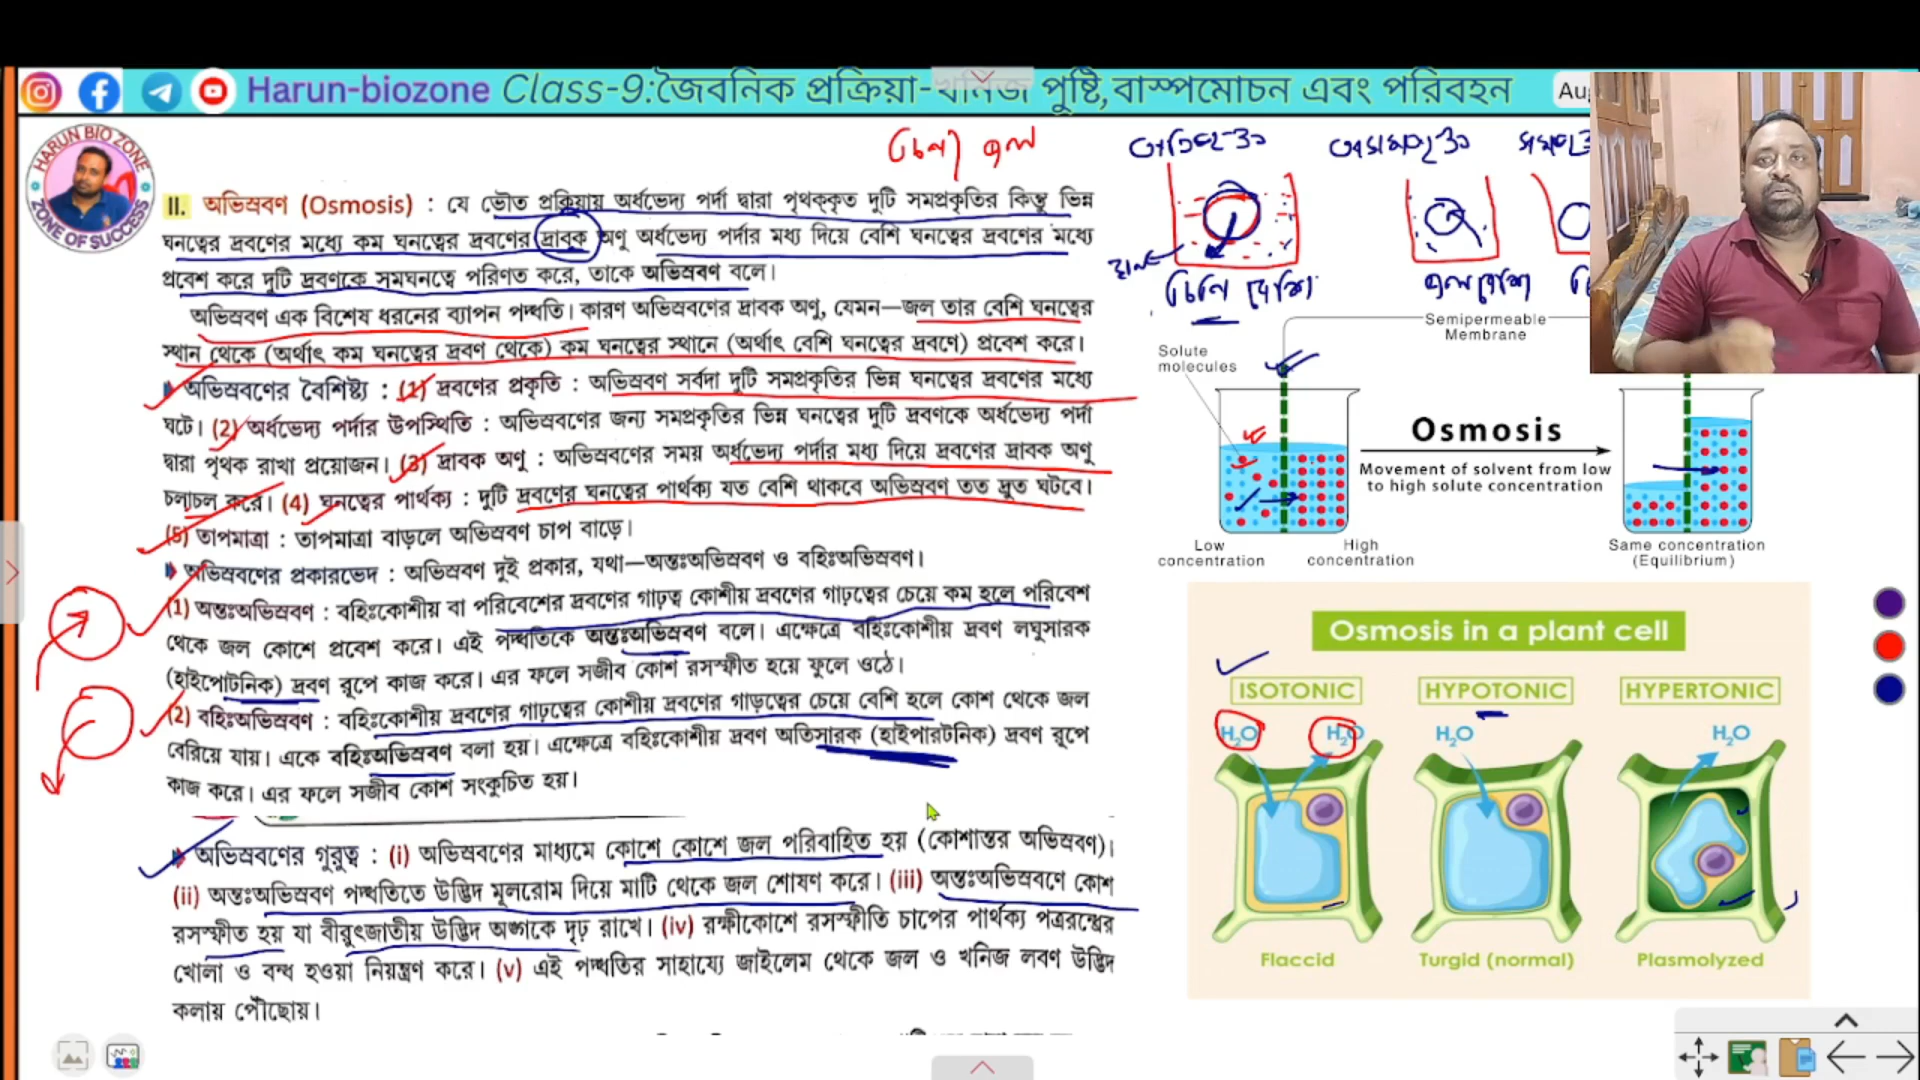 Harun-biozone Class-9:জৈবনিক প্রক্রিয়া-খনিজ পুষ্টি,বাস্পমোচন এবং পরিবহন
HARUN BIO ZONE
ZONE OF SUCCESS
চিনি জল
চিনি বেশি
জল বেশি
II. অভিস্রবণ (Osmosis) : যে ভৌত প্রক্রিয়ায় অর্ধভেদ্য পর্দা দ্বারা পৃথক্‌কৃত দুটি সমপ্রকৃতির কিন্তু ভিন্ন
ঘনত্বের দ্রবণের মধ্যে কম ঘনত্বের দ্রবণের দ্রাবক অণু অর্ধভেদ্য পর্দার মধ্য দিয়ে বেশি ঘনত্বের দ্রবণের মধ্যে
প্রবেশ করে দুটি দ্রবণকে সমঘনত্বে পরিণত করে, তাকে অভিস্রবণ বলে।
অভিস্রবণ এক বিশেষ ধরনের ব্যাপন পদ্ধতি। কারণ অভিস্রবণের দ্রাবক অণু, যেমন—জল তার বেশি ঘনত্বের
স্থান থেকে (অর্থাৎ কম ঘনত্বের দ্রবণ থেকে) কম ঘনত্বের স্থানে (অর্থাৎ বেশি ঘনত্বের দ্রবণে) প্রবেশ করে।
অভিস্রবণের বৈশিষ্ট্য : (1) দ্রবণের প্রকৃতি : অভিস্রবণ সর্বদা দুটি সমপ্রকৃতির ভিন্ন ঘনত্বের দ্রবণের মধ্যে
ঘটে। (2) অর্ধভেদ্য পর্দার উপস্থিতি : অভিস্রবণের জন্য সমপ্রকৃতির ভিন্ন ঘনত্বের দুটি দ্রবণকে অর্ধভেদ্য পর্দা
দ্বারা পৃথক রাখা প্রয়োজন। (3) দ্রাবক অণু : অভিস্রবণের সময় অর্ধভেদ্য পর্দার মধ্য দিয়ে দ্রবণের দ্রাবক অণু
চলাচল করে। (4) ঘনত্বের পার্থক্য : দুটি দ্রবণের ঘনত্বের পার্থক্য যত বেশি থাকবে অভিস্রবণ তত দ্রুত ঘটবে।
(5) তাপমাত্রা : তাপমাত্রা বাড়লে অভিস্রবণ চাপ বাড়ে।
অভিস্রবণের প্রকারভেদ : অভিস্রবণ দুই প্রকার, যথা—অন্তঃঅভিস্রবণ ও বহিঃঅভিস্রবণ।
(1) অন্তঃঅভিস্রবণ : বহিঃকোশীয় বা পরিবেশের দ্রবণের গাঢ়ত্ব কোশীয় দ্রবণের গাঢ়ত্বের চেয়ে কম হলে পরিবেশ
থেকে জল কোশে প্রবেশ করে। এই পদ্ধতিকে অন্তঃঅভিস্রবণ বলে। এক্ষেত্রে বহিঃকোশীয় দ্রবণ লঘুসারক
(হাইপোটনিক) দ্রবণ রূপে কাজ করে। এর ফলে সজীব কোশ রসস্ফীত হয়ে ফুলে ওঠে।
(2) বহিঃঅভিস্রবণ : বহিঃকোশীয় দ্রবণের গাঢ়ত্বের কোশীয় দ্রবণের গাড়ত্বের চেয়ে বেশি হলে কোশ থেকে জল
বেরিয়ে যায়। একে বহিঃঅভিস্রবণ বলা হয়। এক্ষেত্রে বহিঃকোশীয় দ্রবণ অতিসারক (হাইপারটনিক) দ্রবণ রূপে
কাজ করে। এর ফলে সজীব কোশ সংকুচিত হয়।
অভিস্রবণের গুরুত্ব : (i) অভিস্রবণের মাধ্যমে কোশে কোশে জল পরিবাহিত হয় (কোশান্তর অভিস্রবণ)।
(ii) অন্তঃঅভিস্রবণ পদ্ধতিতে উদ্ভিদ মূলরোম দিয়ে মাটি থেকে জল শোষণ করে। (iii) অন্তঃঅভিস্রবণে কোশ
রসস্ফীত হয় যা বীরুৎজাতীয় উদ্ভিদ অঙ্গকে দৃঢ় রাখে। (iv) রক্ষীকোশে রসস্ফীতি চাপের পার্থক্য পত্ররন্ধ্রের
খোলা ও বন্ধ হওয়া নিয়ন্ত্রণ করে। (v) এই পদ্ধতির সাহায্যে জাইলেম থেকে জল ও খনিজ লবণ উদ্ভিদ
কলায় পৌঁছোয়।
Semipermeable
Membrane
Solute
molecules
Osmosis
Movement of solvent from low
to high solute concentration
Low
concentration
High
concentration
Same concentration
(Equilibrium)
Osmosis in a plant cell
ISOTONIC HYPOTONIC HYPERTONIC
H₂O H₂O H₂O H₂O
Flaccid Turgid (normal) Plasmolyzed